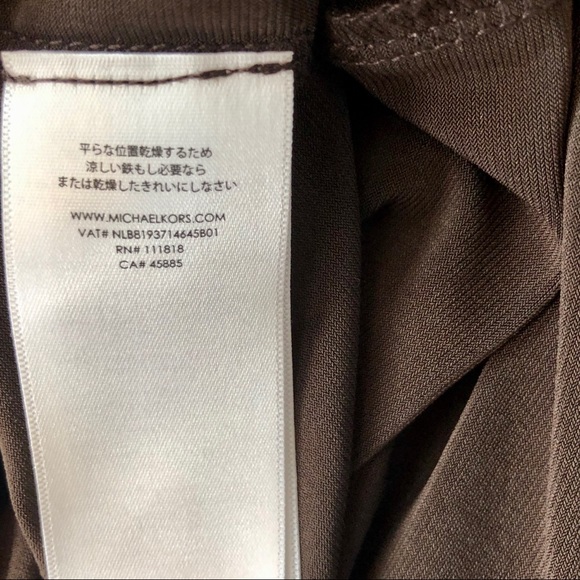 平らな位置乾燥するため
涼しい鉄もし必要なら
または乾燥したきれいにしなさい
WWW.MICHAELKORS.COM
VAT# NLB8193714645B01
RN# 111818
CA# 45885